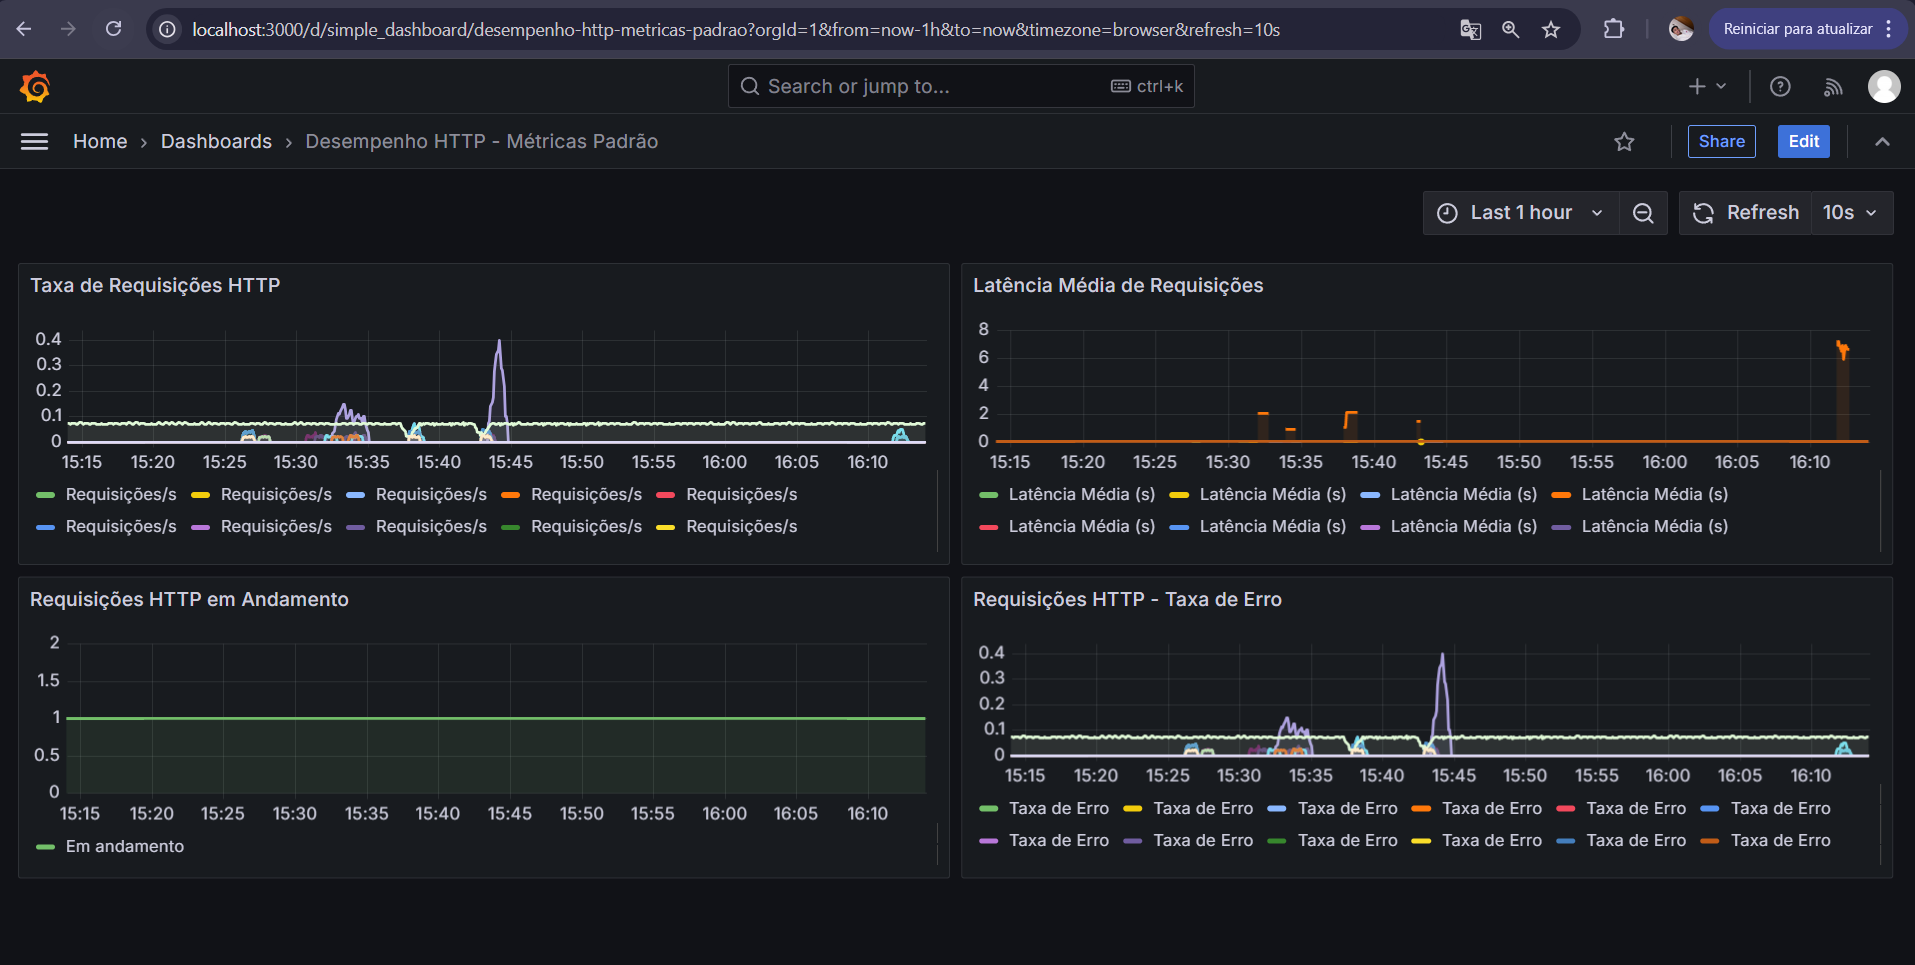 localhost:3000/d/simple_dashboard/desempenho-http-metricas-padrao?orgId=1&from=now-1h&to=now&timezone=browser&refresh=10s
Reiniciar para atualizar
Search or jump to...
ctrl+k
Home › Dashboards › Desempenho HTTP - Métricas Padrão
Share
Edit
Last 1 hour
Refresh
10s
Taxa de Requisições HTTP
0.4
0.3
0.2
0.1
0
15:15 15:20 15:25 15:30 15:35 15:40 15:45 15:50 15:55 16:00 16:05 16:10
Requisições/s Requisições/s Requisições/s Requisições/s Requisições/s
Requisições/s Requisições/s Requisições/s Requisições/s Requisições/s
Latência Média de Requisições
8
6
4
2
0
15:15 15:20 15:25 15:30 15:35 15:40 15:45 15:50 15:55 16:00 16:05 16:10
Latência Média (s) Latência Média (s) Latência Média (s) Latência Média (s)
Latência Média (s) Latência Média (s) Latência Média (s) Latência Média (s)
Requisições HTTP em Andamento
2
1.5
1
0.5
0
15:15 15:20 15:25 15:30 15:35 15:40 15:45 15:50 15:55 16:00 16:05 16:10
Em andamento
Requisições HTTP - Taxa de Erro
0.4
0.3
0.2
0.1
0
15:15 15:20 15:25 15:30 15:35 15:40 15:45 15:50 15:55 16:00 16:05 16:10
Taxa de Erro Taxa de Erro Taxa de Erro Taxa de Erro Taxa de Erro Taxa de Erro
Taxa de Erro Taxa de Erro Taxa de Erro Taxa de Erro Taxa de Erro Taxa de Erro